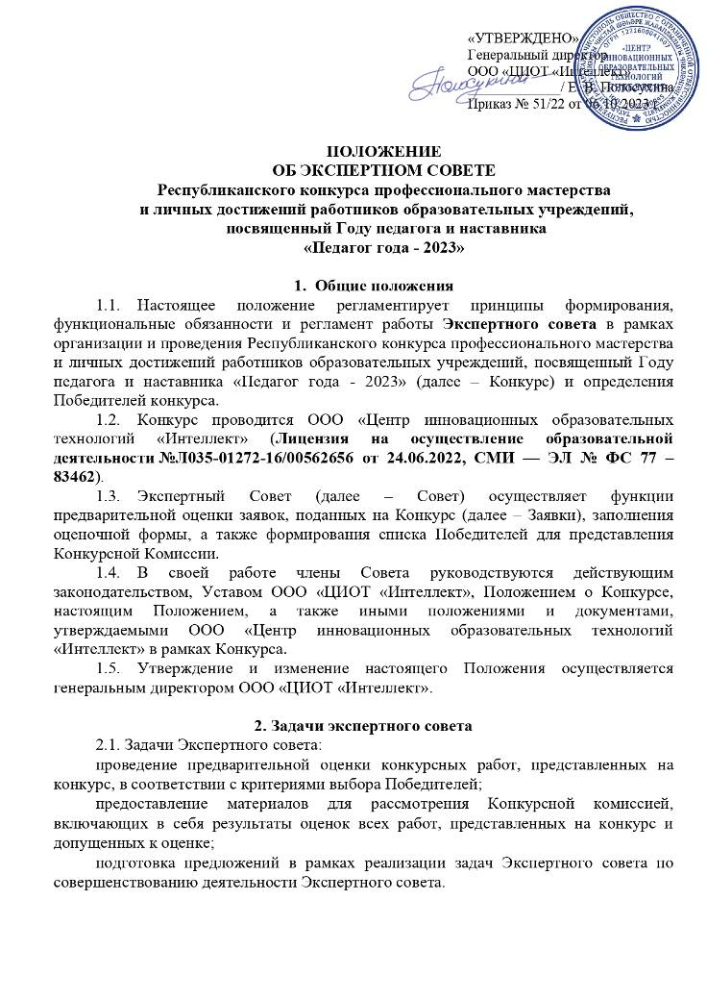 «УТВЕРЖДЕНО»
Генеральный директор
ООО «ЦИОТ «Интеллект»
/ Е. В. Полосухина
Приказ № 51/22 от 06.10.2023 г.
ОГРН 1221600041607
«ЦЕНТР
ИННОВАЦИОННЫХ
ОБРАЗОВАТЕЛЬНЫХ
ТЕХНОЛОГИЙ
ПОЛОЖЕНИЕ
ОБ ЭКСПЕРТНОМ СОВЕТЕ
Республиканского конкурса профессионального мастерства
и личных достижений работников образовательных учреждений,
посвященный Году педагога и наставника
«Педагог года - 2023»
1. Общие положения
1.1. Настоящее положение регламентирует принципы формирования,
функциональные обязанности и регламент работы Экспертного совета в рамках
организации и проведения Республиканского конкурса профессионального мастерства
и личных достижений работников образовательных учреждений, посвященный Году
педагога и наставника «Педагог года - 2023» (далее – Конкурс) и определения
Победителей конкурса.
1.2. Конкурс проводится ООО «Центр инновационных образовательных
технологий «Интеллект» (Лицензия на осуществление образовательной
деятельности №Л035-01272-16/00562656 от 24.06.2022, СМИ — ЭЛ № ФС 77 –
83462).
1.3. Экспертный Совет (далее – Совет) осуществляет функции
предварительной оценки заявок, поданных на Конкурс (далее – Заявки), заполнения
оценочной формы, а также формирования списка Победителей для представления
Конкурсной Комиссии.
1.4. В своей работе члены Совета руководствуются действующим
законодательством, Уставом ООО «ЦИОТ «Интеллект», Положением о Конкурсе,
настоящим Положением, а также иными положениями и документами,
утверждаемыми ООО «Центр инновационных образовательных технологий
«Интеллект» в рамках Конкурса.
1.5. Утверждение и изменение настоящего Положения осуществляется
генеральным директором ООО «ЦИОТ «Интеллект».
2. Задачи экспертного совета
2.1. Задачи Экспертного совета:
проведение предварительной оценки конкурсных работ, представленных на
конкурс, в соответствии с критериями выбора Победителей;
предоставление материалов для рассмотрения Конкурсной комиссией,
включающих в себя результаты оценок всех работ, представленных на конкурс и
допущенных к оценке;
подготовка предложений в рамках реализации задач Экспертного совета по
совершенствованию деятельности Экспертного совета.